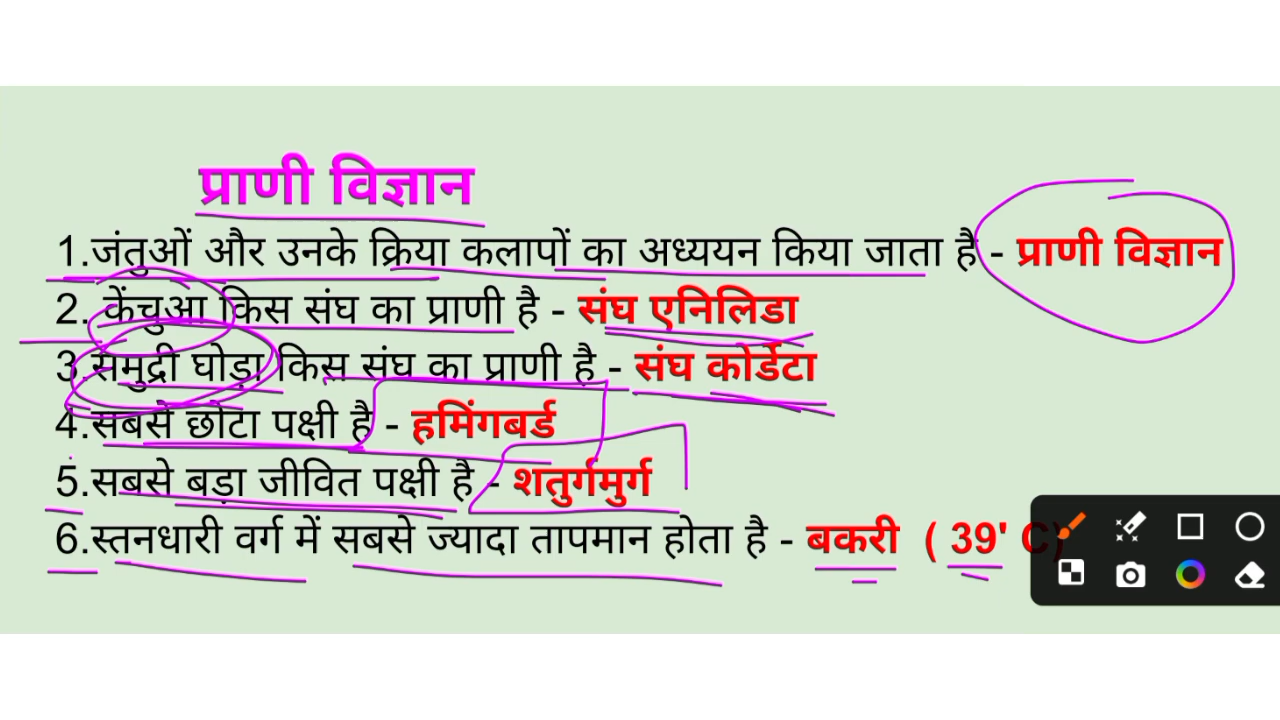 प्राणी विज्ञान
1.जंतुओं और उनके क्रिया कलापों का अध्ययन किया जाता है - प्राणी विज्ञान
2. केंचुआ किस संघ का प्राणी है - संघ एनिलिडा
3.समुद्री घोड़ा किस संघ का प्राणी है - संघ कोर्डेटा
4.सबसे छोटा पक्षी है - हमिंगबर्ड
5.सबसे बड़ा जीवित पक्षी है - शतुर्गमुर्ग
6.स्तनधारी वर्ग में सबसे ज्यादा तापमान होता है - बकरी ( 39' C)